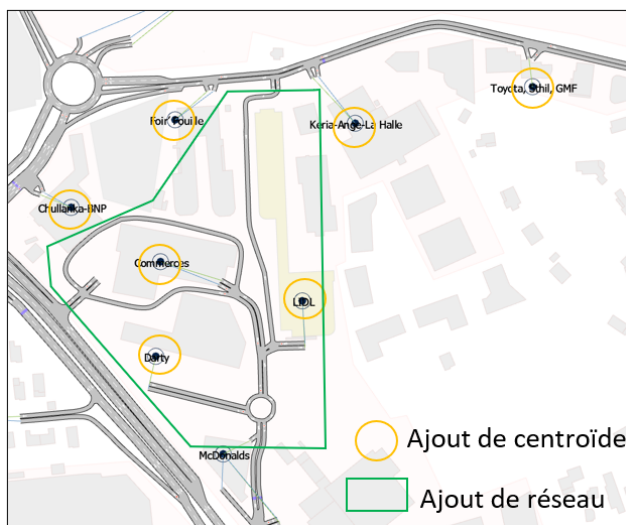 Toyota, Sthil, GMF
Foir'Fouille
Keria-Ange-La Halle
Chullanka-BNP
Commerces
LIDL
Darty
McDonalds
Ajout de centroïde
Ajout de réseau